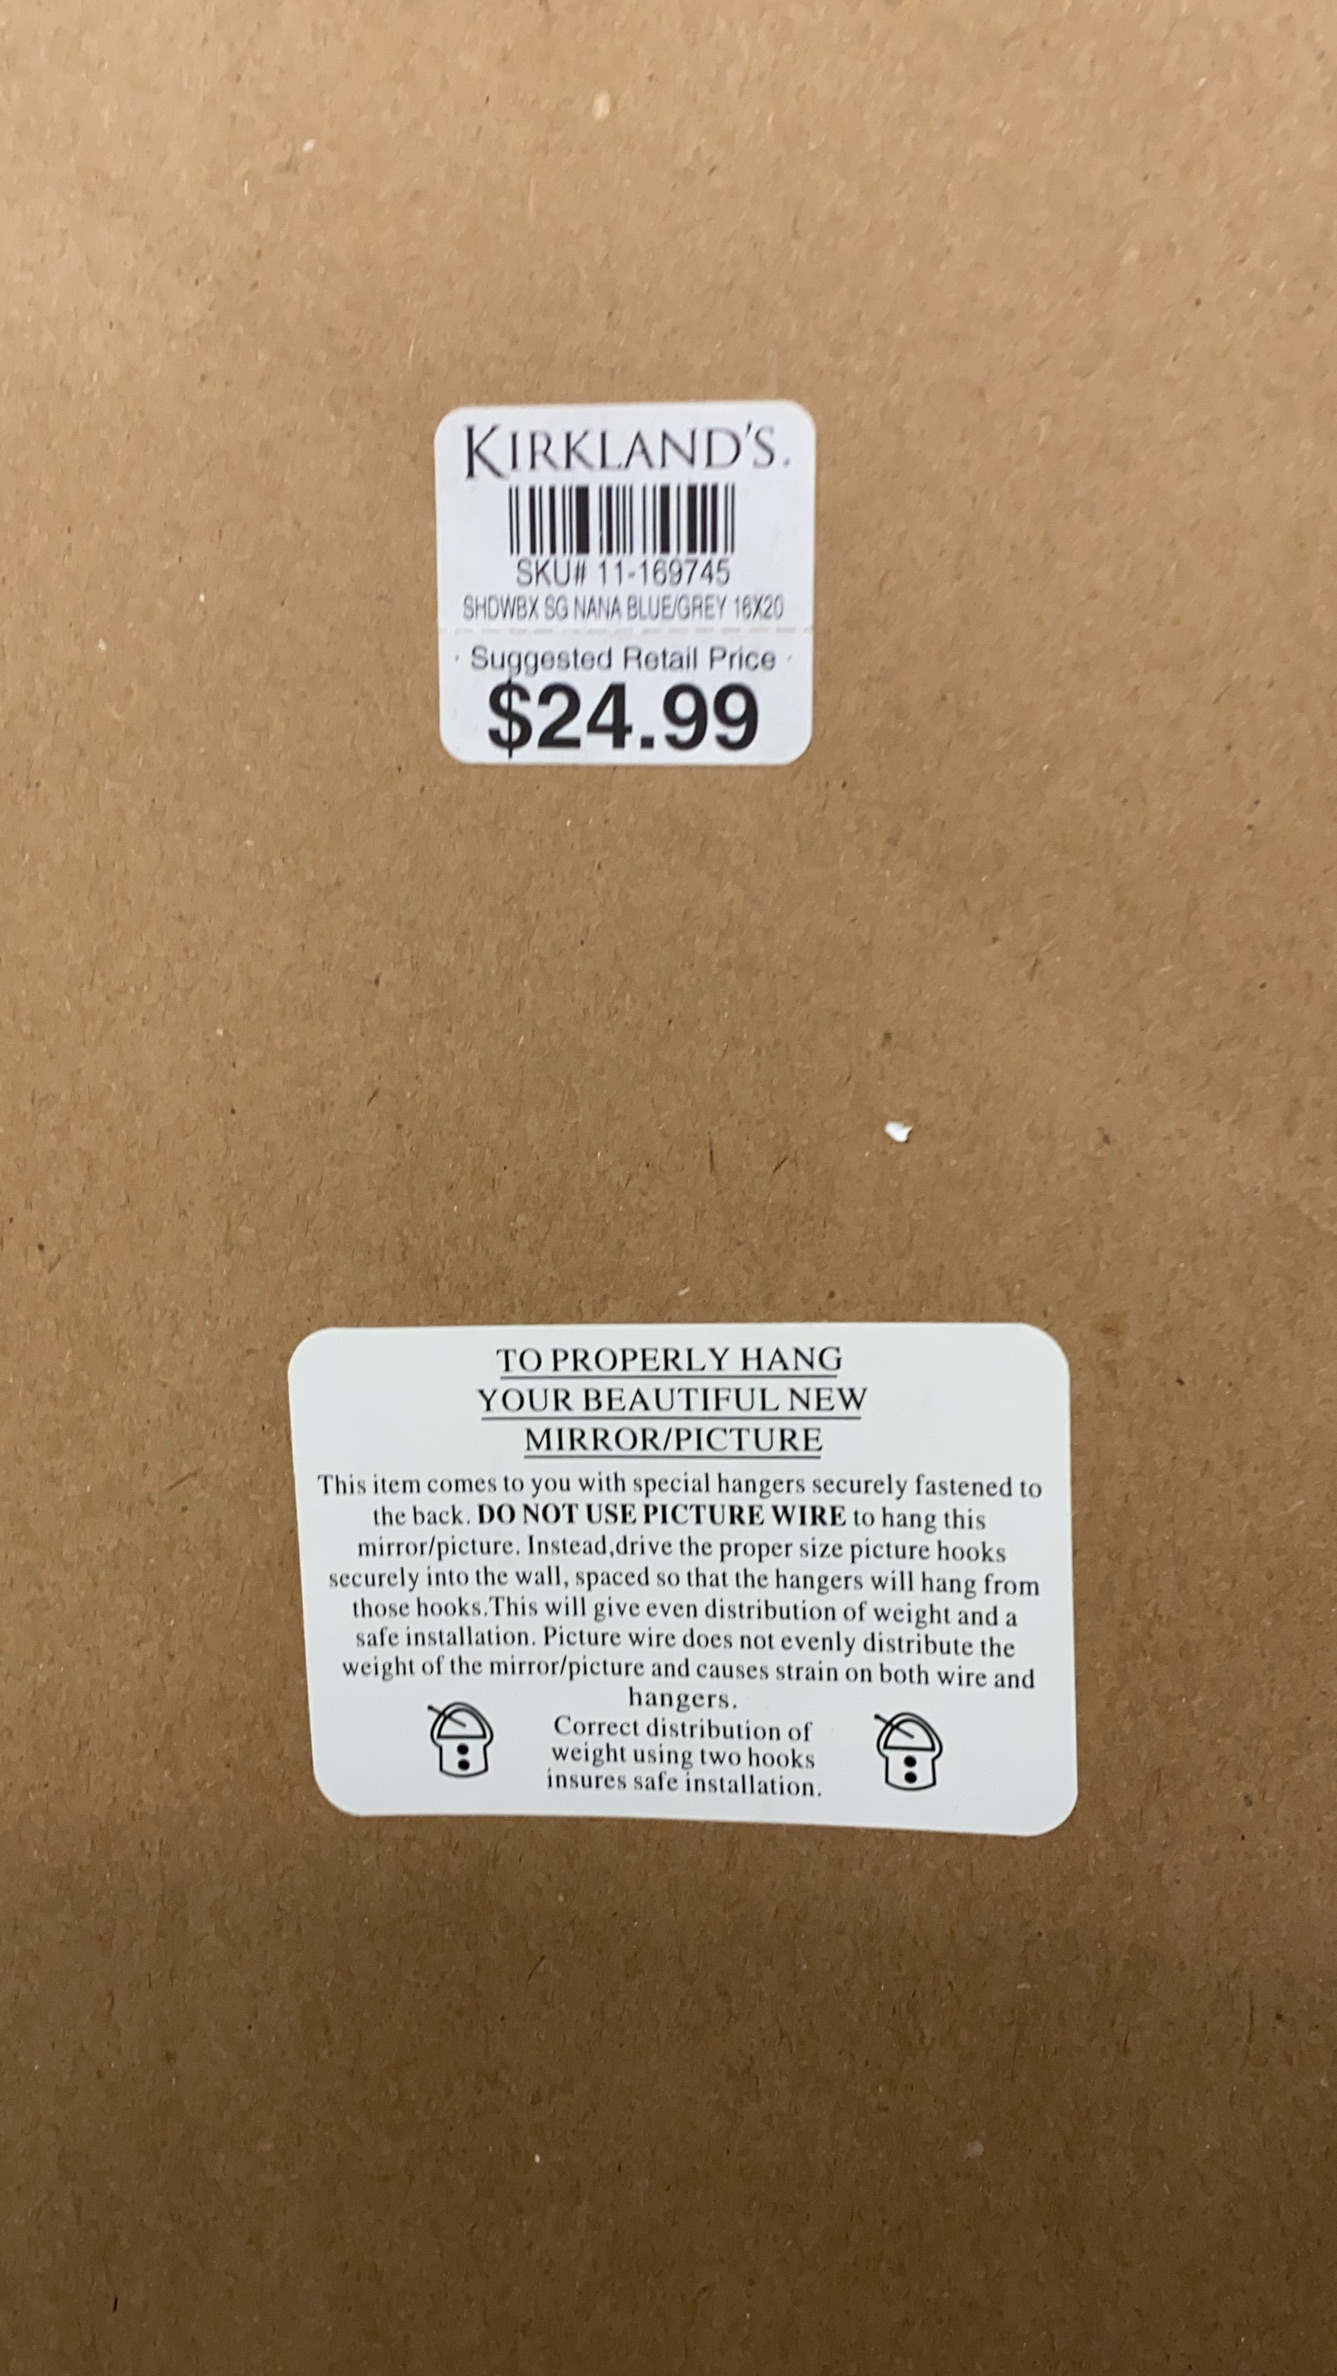 KIRKLAND'S.
SKU# 11-169745
SHDWBX SG NANA BLUE/GREY 16X20
· Suggested Retail Price ·
$24.99
TO PROPERLY HANG
YOUR BEAUTIFUL NEW
MIRROR/PICTURE
This item comes to you with special hangers securely fastened to
the back. DO NOT USE PICTURE WIRE to hang this
mirror/picture. Instead,drive the proper size picture hooks
securely into the wall, spaced so that the hangers will hang from
those hooks.This will give even distribution of weight and a
safe installation. Picture wire does not evenly distribute the
weight of the mirror/picture and causes strain on both wire and
hangers.
Correct distribution of
weight using two hooks
insures safe installation.